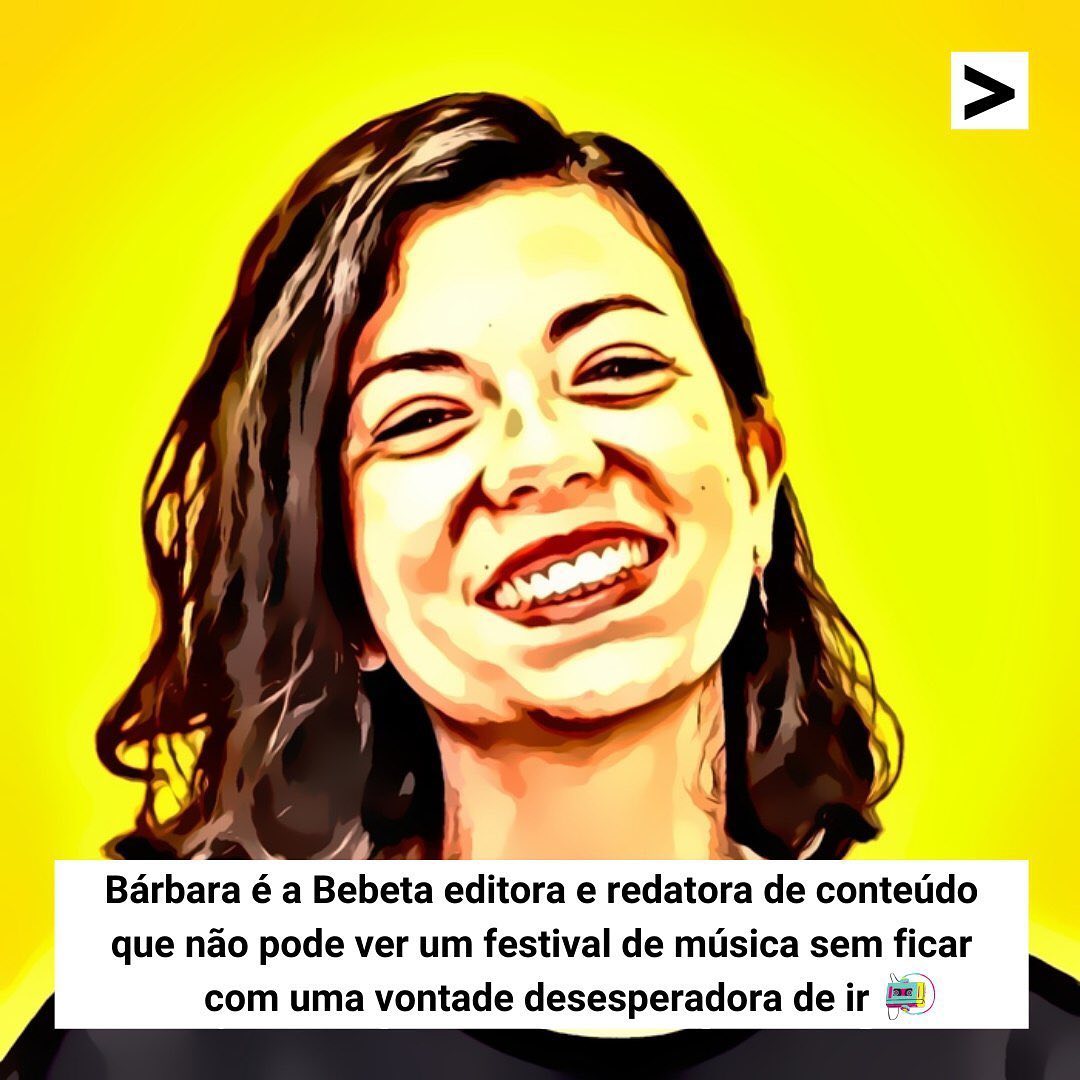 >
Bárbara é a Bebeta editora e redatora de conteúdo
que não pode ver um festival de música sem ficar
com uma vontade desesperadora de ir